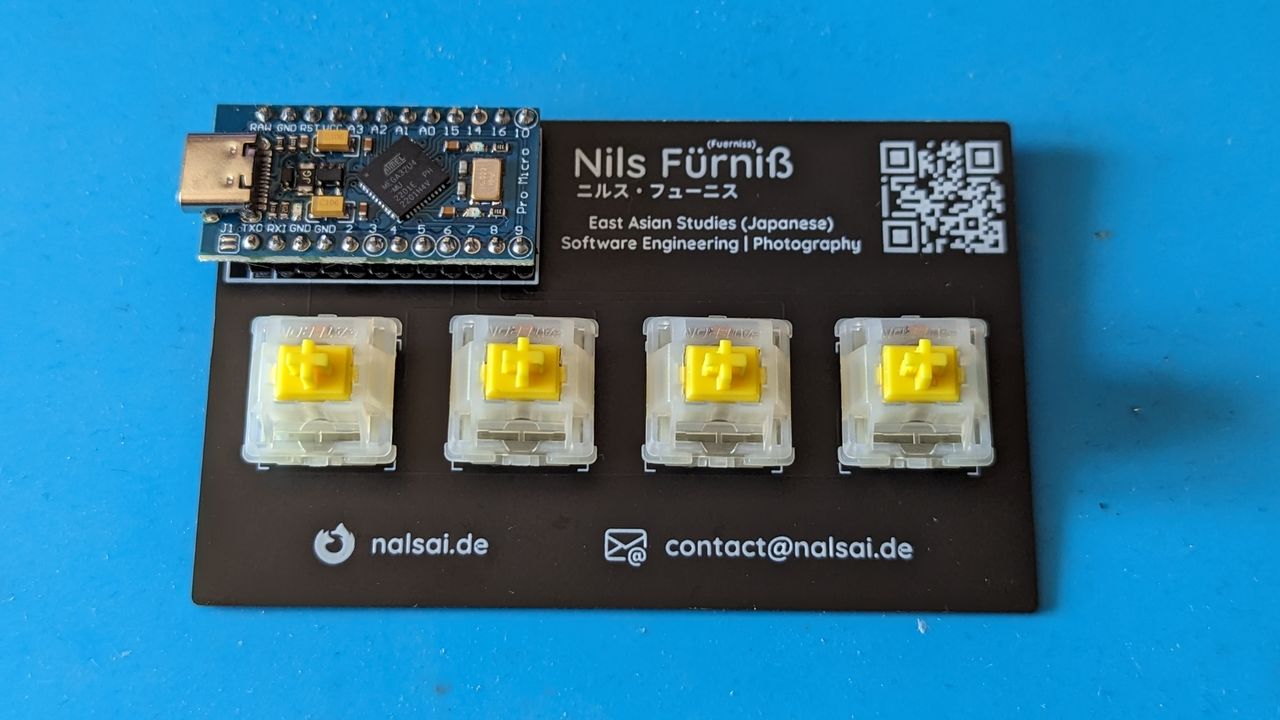 RAW GND RST VCC A3 A2 A1 A0 15 14 16 10
Pro Micro
J1 TXO RXI GND GND 2 3 4 5 6 7 8 9
ATMEL
MEGA32U4
(Fuerniss)
Nils Fürniß
ニルス・フューニス
East Asian Studies (Japanese)
Software Engineering | Photography
nalsai.de
contact@nalsai.de